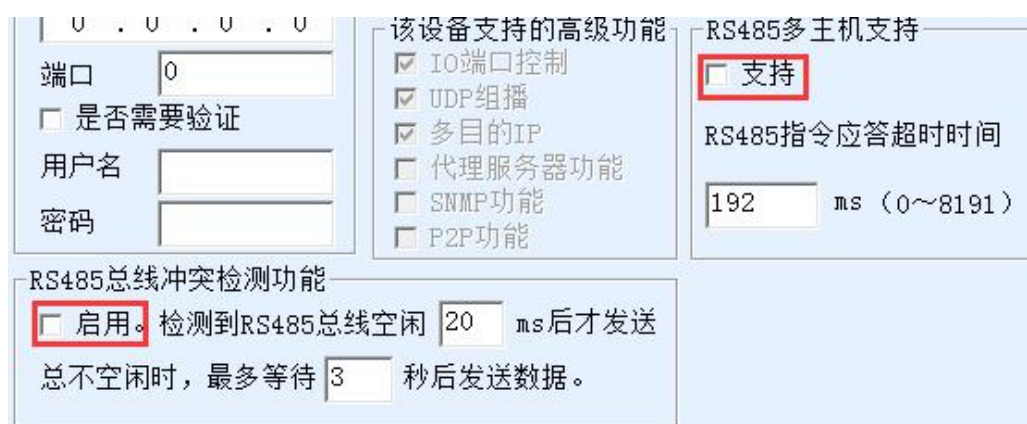 0 . 0 . 0 . 0
端口 0
是否需要验证
用户名
密码
该设备支持的高级功能
IO端口控制
UDP组播
多目的IP
代理服务器功能
SNMP功能
P2P功能
RS485多主机支持
支持
RS485指令应答超时时间
192 ms (0~8191)
RS485总线冲突检测功能
启用。检测到RS485总线空闲 20 ms后才发送
总不空闲时，最多等待 3 秒后发送数据。